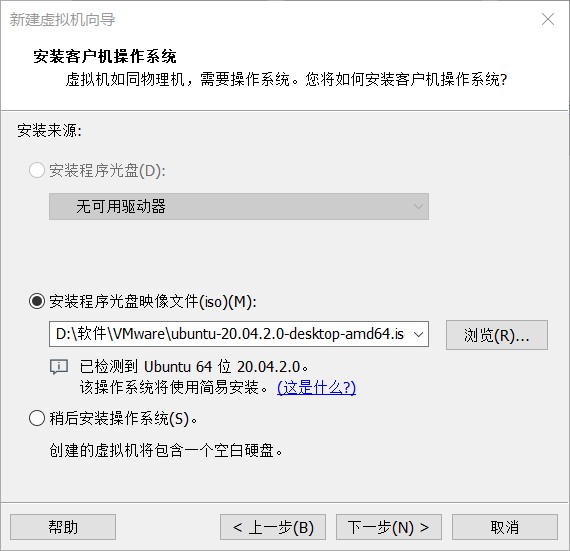 新建虚拟机向导
安装客户机操作系统
虚拟机如同物理机，需要操作系统。您将如何安装客户机操作系统?
安装来源:
安装程序光盘(D):
无可用驱动器
安装程序光盘映像文件(iso)(M):
D:\软件\VMware\ubuntu-20.04.2.0-desktop-amd64.is
浏览(R)...
已检测到 Ubuntu 64 位 20.04.2.0。
该操作系统将使用简易安装。 (这是什么?)
稍后安装操作系统(S)。
创建的虚拟机将包含一个空白硬盘。
帮助 < 上一步(B) 下一步(N) > 取消